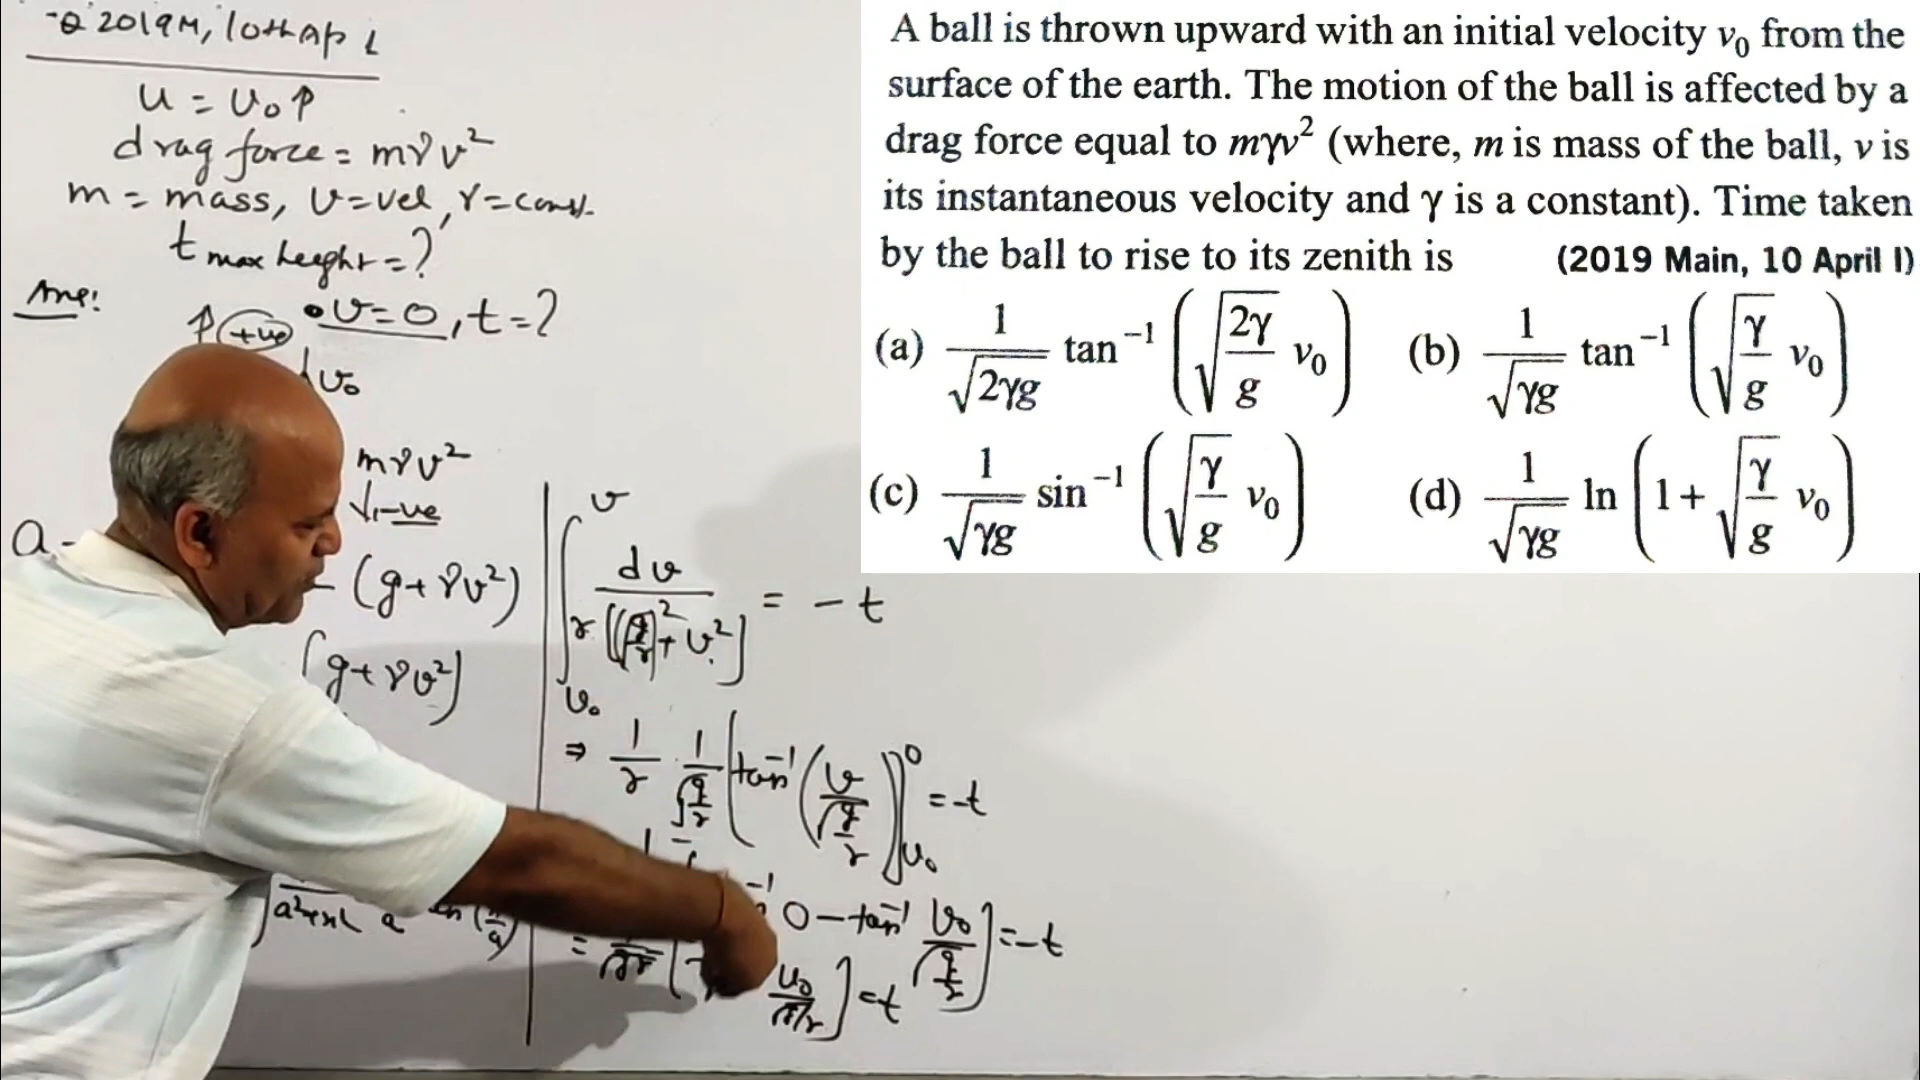 Q 2019M, 10th Ap I
u = v₀ ↑
drag force = mγv²
m = mass, v = vel, γ = const.
t max height = ?
Ans:
↑ +ve
• v = 0, t = ?
v₀
mγv²
↓ -ve
a
- (g + γv²)
(g + γv²)
a² + x² a
∫ᵥ₀ᵛ dv / γ[(√g/γ)² + v²] = - t
⇒ 1/γ · 1/√(g/γ) [tan⁻¹ (v/√(g/γ))]ᵥ₀⁰ = -t
0 - tan⁻¹ v₀/√(g/γ)] = -t
v₀/√(g/γ)] = t
A ball is thrown upward with an initial velocity v₀ from the
surface of the earth. The motion of the ball is affected by a
drag force equal to mγv² (where, m is mass of the ball, v is
its instantaneous velocity and γ is a constant). Time taken
by the ball to rise to its zenith is (2019 Main, 10 April I)
(a) 1/√(2γg) tan⁻¹ (√(2γ/g) v₀) (b) 1/√(γg) tan⁻¹ (√(γ/g) v₀)
(c) 1/√(γg) sin⁻¹ (√(γ/g) v₀) (d) 1/√(γg) ln (1 + √(γ/g) v₀)